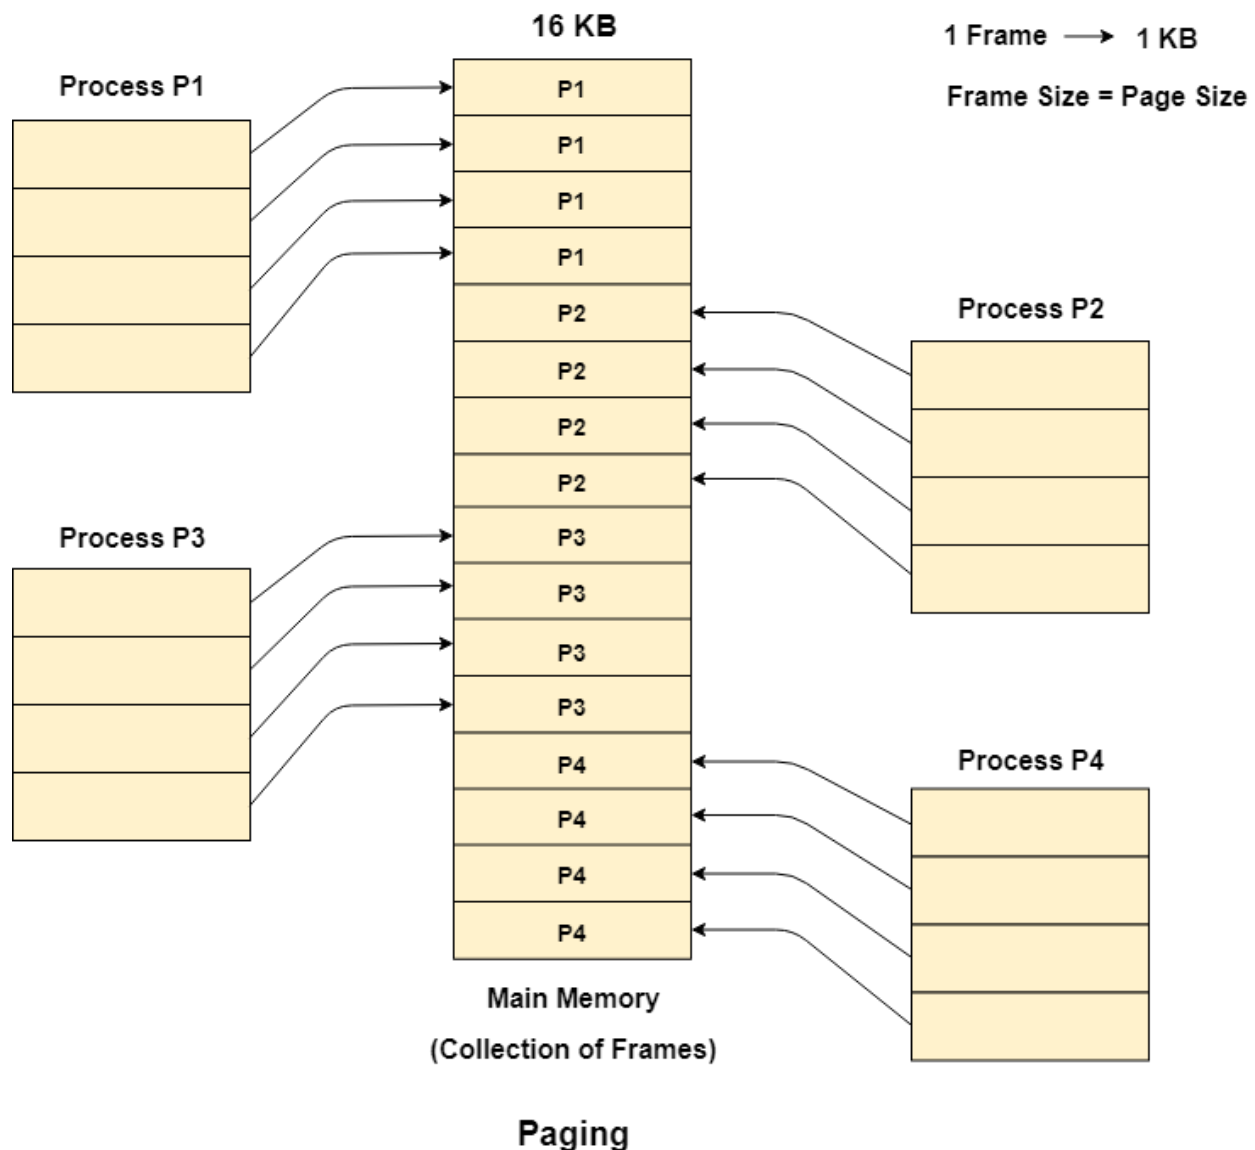 16 KB
1 Frame → 1 KB
Frame Size = Page Size
Process P1
P1
P1
P1
P1
Process P2
P2
P2
P2
P2
Process P3
P3
P3
P3
P3
Process P4
P4
P4
P4
P4
Main Memory
(Collection of Frames)
Paging